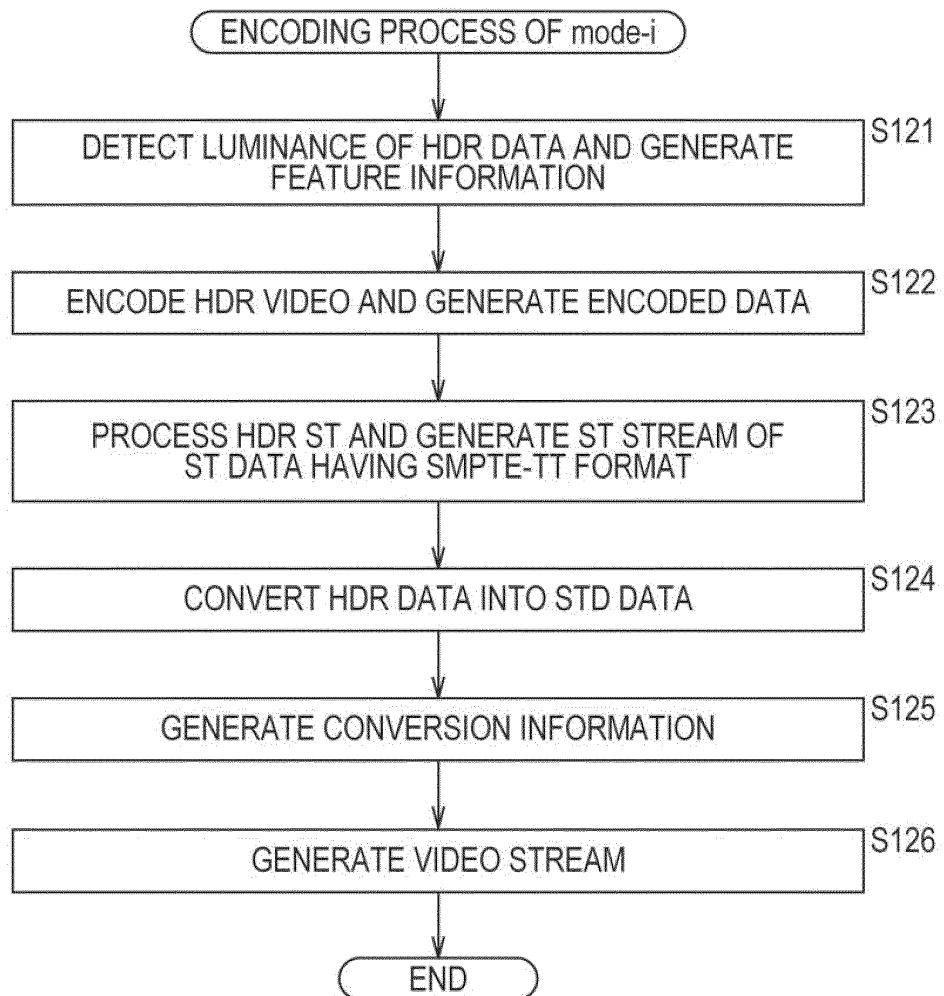 ENCODING PROCESS OF mode-i
S121
DETECT LUMINANCE OF HDR DATA AND GENERATE
FEATURE INFORMATION
S122
ENCODE HDR VIDEO AND GENERATE ENCODED DATA
S123
PROCESS HDR ST AND GENERATE ST STREAM OF
ST DATA HAVING SMPTE-TT FORMAT
S124
CONVERT HDR DATA INTO STD DATA
S125
GENERATE CONVERSION INFORMATION
S126
GENERATE VIDEO STREAM
END